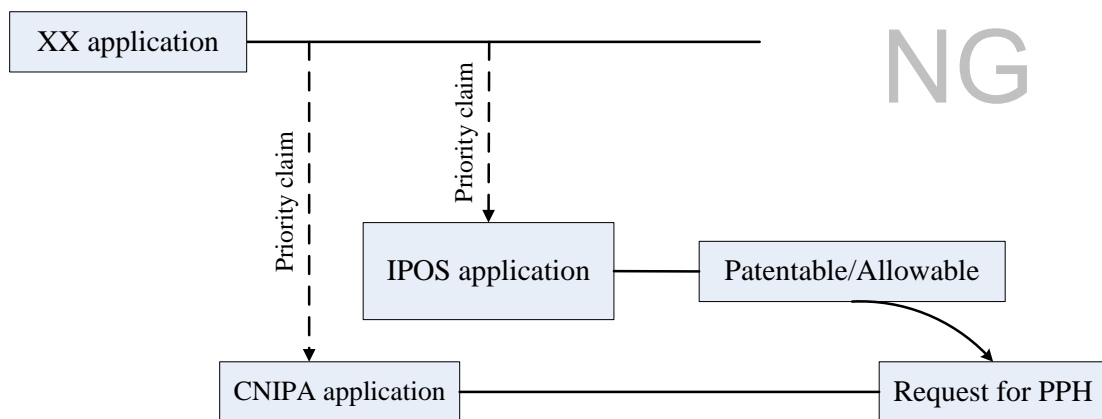 XX application
NG
Priority claim
Priority claim
IPOS application
Patentable/Allowable
CNIPA application
Request for PPH